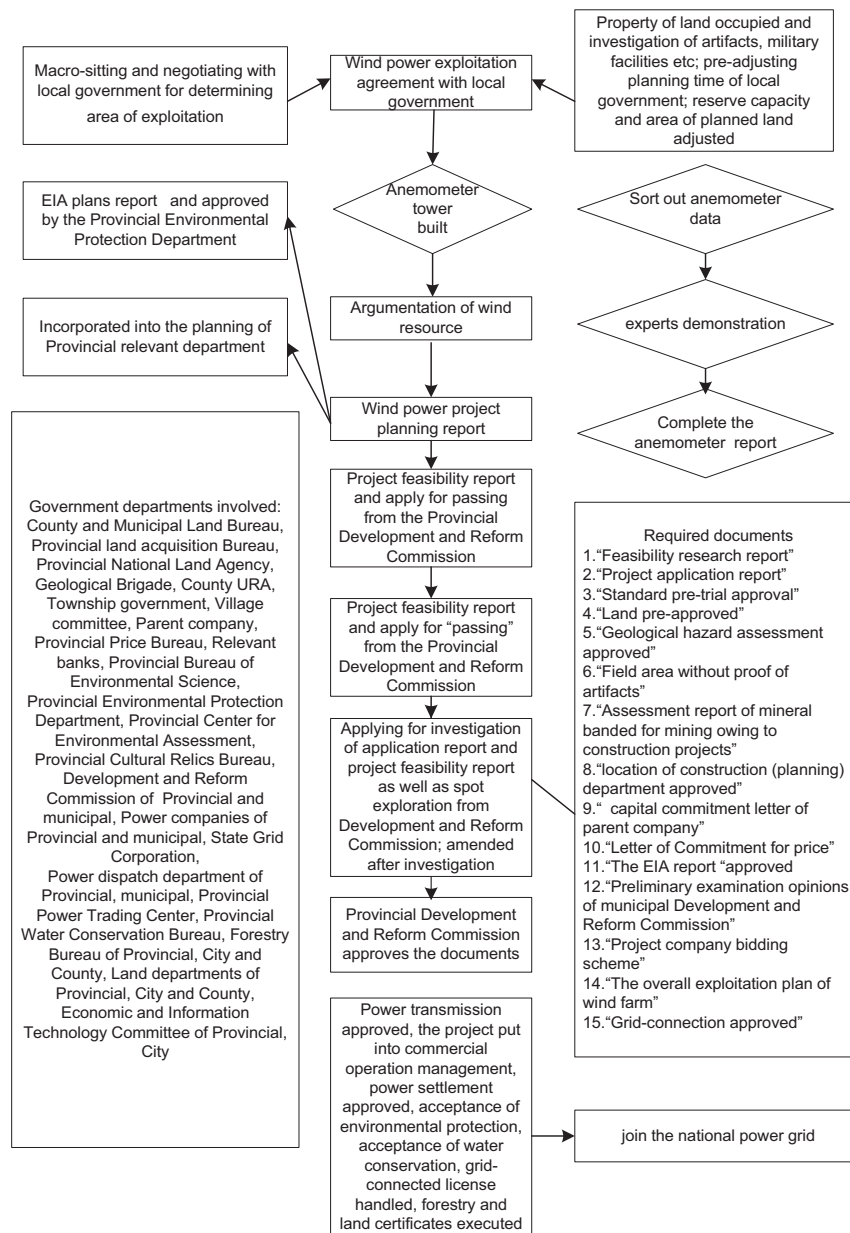 Macro-sitting and negotiating with
local government for determining
area of exploitation
Wind power exploitation
agreement with local
government
Property of land occupied and
investigation of artifacts, military
facilities etc; pre-adjusting
planning time of local
government; reserve capacity
and area of planned land
adjusted
EIA plans report and approved
by the Provincial Environmental
Protection Department
Anemometer
tower
built
Sort out anemometer
data
Incorporated into the planning of
Provincial relevant department
Argumentation of wind
resource
experts demonstration
Wind power project
planning report
Complete the
anemometer report
Government departments involved:
County and Municipal Land Bureau,
Provincial land acquisition Bureau,
Provincial National Land Agency,
Geological Brigade, County URA,
Township government, Village
committee, Parent company,
Provincial Price Bureau, Relevant
banks, Provincial Bureau of
Environmental Science,
Provincial Environmental Protection
Department, Provincial Center for
Environmental Assessment,
Provincial Cultural Relics Bureau,
Development and Reform
Commission of Provincial and
municipal, Power companies of
Provincial and municipal, State Grid
Corporation,
Power dispatch department of
Provincial, municipal, Provincial
Power Trading Center, Provincial
Water Conservation Bureau, Forestry
Bureau of Provincial, City and
County, Land departments of
Provincial, City and County,
Economic and Information
Technology Committee of Provincial,
City
Project feasibility report
and apply for passing
from the Provincial
Development and Reform
Commission
Project feasibility report
and apply for “passing”
from the Provincial
Development and Reform
Commission
Applying for investigation
of application report and
project feasibility report
as well as spot
exploration from
Development and Reform
Commission; amended
after investigation
Provincial Development
and Reform Commission
approves the documents
Power transmission
approved, the project put
into commercial
operation management,
power settlement
approved, acceptance of
environmental protection,
acceptance of water
conservation, grid-
connected license
handled, forestry and
land certificates executed
Required documents
1.“Feasibility research report”
2.“Project application report”
3.“Standard pre-trial approval”
4.“Land pre-approved”
5.“Geological hazard assessment
approved”
6.“Field area without proof of
artifacts”
7.“Assessment report of mineral
banded for mining owing to
construction projects”
8.“location of construction (planning)
department approved”
9.“ capital commitment letter of
parent company”
10.“Letter of Commitment for price”
11.“The EIA report “approved
12.“Preliminary examination opinions
of municipal Development and
Reform Commission”
13.“Project company bidding
scheme”
14.“The overall exploitation plan of
wind farm”
15.“Grid-connection approved”
join the national power grid